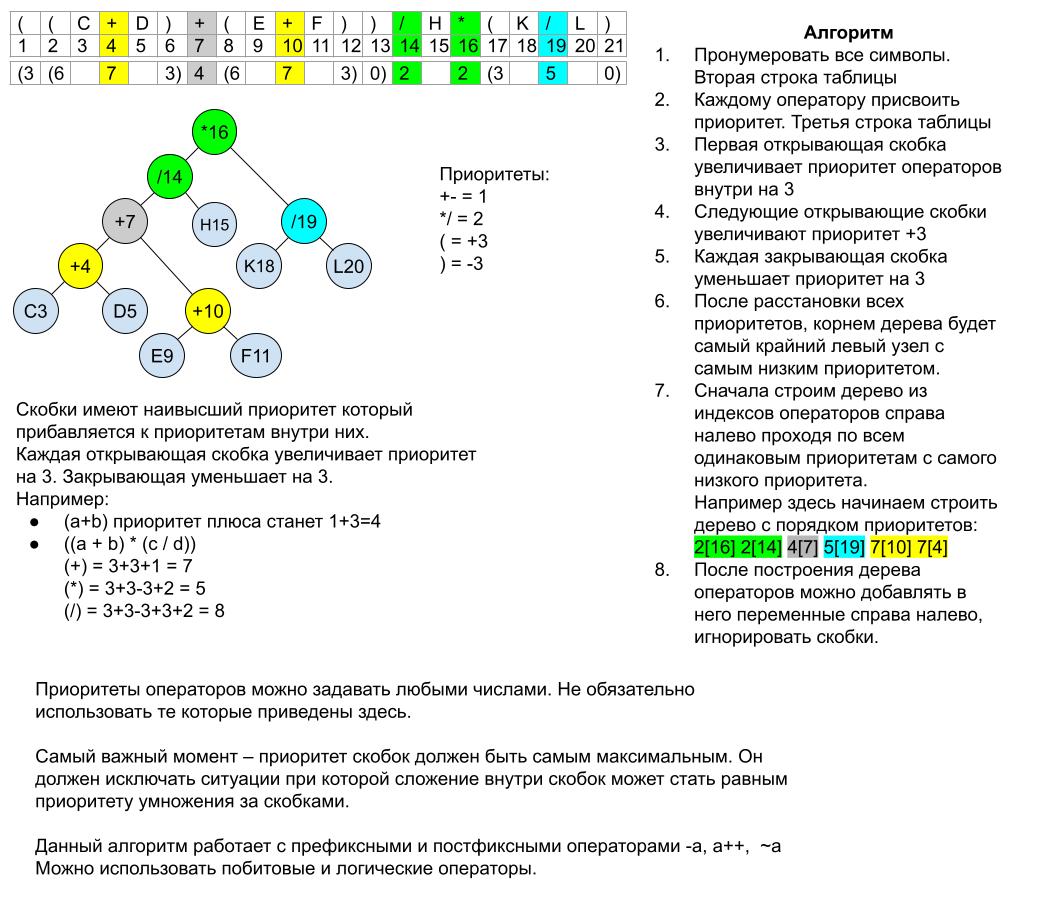 ( ( C + D ) + ( E + F ) ) / H * ( K / L )
1 2 3 4 5 6 7 8 9 10 11 12 13 14 15 16 17 18 19 20 21
(3 (6 7 3) 4 (6 7 3) 0) 2 2 (3 5 0)
*16
/14
+7
H15
/19
+4
K18
L20
C3
D5
+10
E9
F11
Приоритеты:
+- = 1
*/ = 2
( = +3
) = -3
Скобки имеют наивысший приоритет который
прибавляется к приоритетам внутри них.
Каждая открывающая скобка увеличивает приоритет
на 3. Закрывающая уменьшает на 3.
Например:
● (a+b) приоритет плюса станет 1+3=4
● ((a + b) * (c / d))
(+) = 3+3+1 = 7
(*) = 3+3-3+2 = 5
(/) = 3+3-3+3+2 = 8
Алгоритм
1. Пронумеровать все символы.
Вторая строка таблицы
2. Каждому оператору присвоить
приоритет. Третья строка таблицы
3. Первая открывающая скобка
увеличивает приоритет операторов
внутри на 3
4. Следующие открывающие скобки
увеличивают приоритет +3
5. Каждая закрывающая скобка
уменьшает приоритет на 3
6. После расстановки всех
приоритетов, корнем дерева будет
самый крайний левый узел с
самым низким приоритетом.
7. Сначала строим дерево из
индексов операторов справа
налево проходя по всем
одинаковым приоритетам с самого
низкого приоритета.
Например здесь начинаем строить
дерево с порядком приоритетов:
2[16] 2[14] 4[7] 5[19] 7[10] 7[4]
8. После построения дерева
операторов можно добавлять в
него переменные справа налево,
игнорировать скобки.
Приоритеты операторов можно задавать любыми числами. Не обязательно
использовать те которые приведены здесь.
Самый важный момент – приоритет скобок должен быть самым максимальным. Он
должен исключать ситуации при которой сложение внутри скобок может стать равным
приоритету умножения за скобками.
Данный алгоритм работает с префиксными и постфиксными операторами -a, a++, ~a
Можно использовать побитовые и логические операторы.